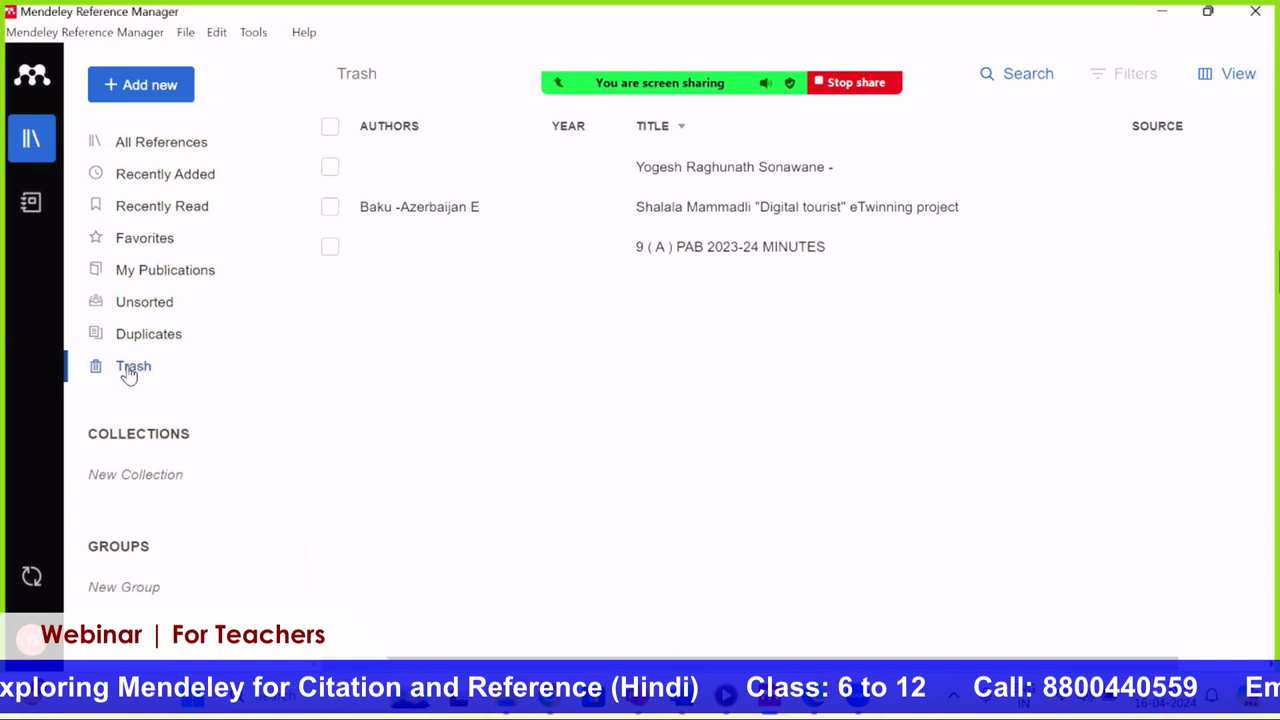 Mendeley Reference Manager
Mendeley Reference Manager File Edit Tools Help
+ Add new
Trash
You are screen sharing
Stop share
Search
Filters
View
AUTHORS YEAR TITLE SOURCE
All References
Yogesh Raghunath Sonawane -
Recently Added
Baku -Azerbaijan E Shalala Mammadli "Digital tourist" eTwinning project
Recently Read
9 ( A ) PAB 2023-24 MINUTES
Favorites
My Publications
Unsorted
Duplicates
Trash
COLLECTIONS
New Collection
GROUPS
New Group
Webinar | For Teachers
xploring Mendeley for Citation and Reference (Hindi) Class: 6 to 12 Call: 8800440559 Em
16-04-2024